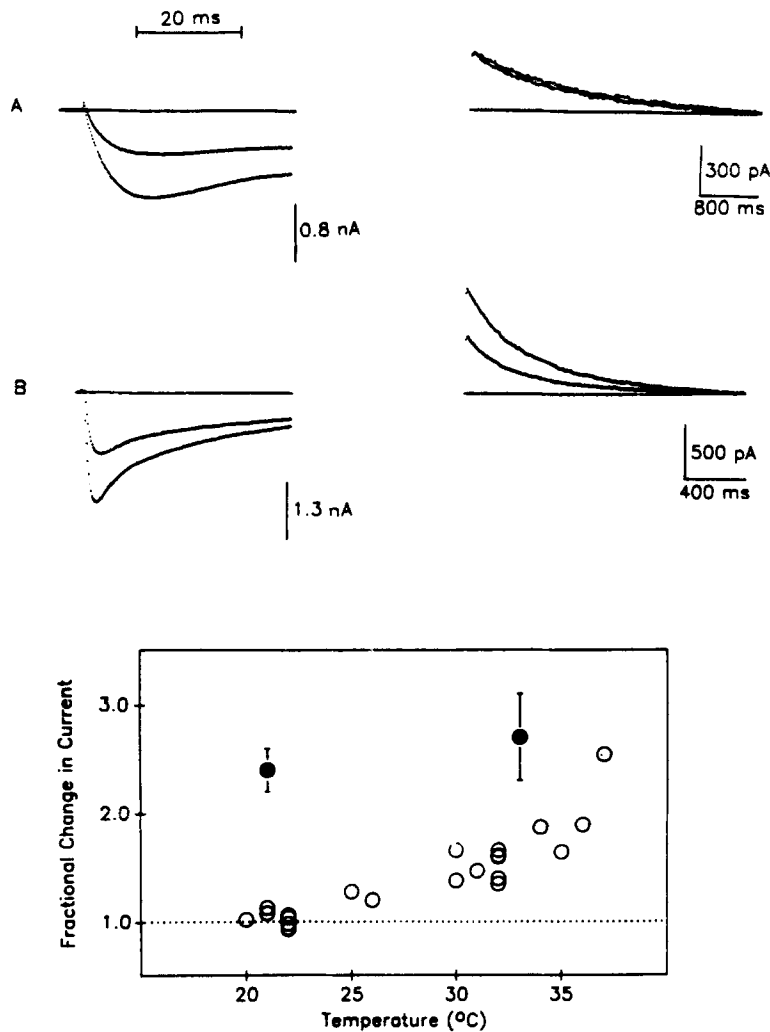 20 ms
A
300 pA
800 ms
0.8 nA
B
500 pA
400 ms
1.3 nA
Fractional Change in Current
3.0
2.0
1.0
20
25
30
35
Temperature (ºC)